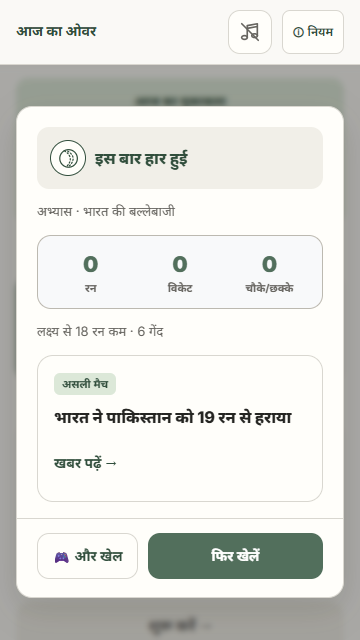 आज का ओवर
नियम
इस बार हार हुई
अभ्यास · भारत की बल्लेबाजी
0 0 0
रन विकेट चौके/छक्के
लक्ष्य से 18 रन कम · 6 गेंद
असली मैच
भारत ने पाकिस्तान को 19 रन से हराया
खबर पढ़ें →
और खेल
फिर खेलें